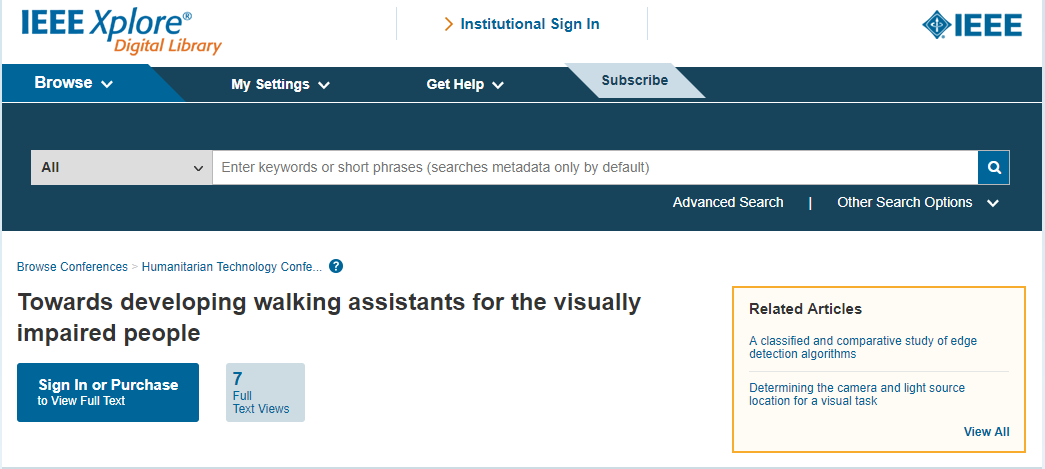 IEEE Xplore®
Digital Library
Institutional Sign In
IEEE
Browse
My Settings
Get Help
Subscribe
All
Enter keywords or short phrases (searches metadata only by default)
Advanced Search | Other Search Options
Browse Conferences > Humanitarian Technology Confe... ?
Towards developing walking assistants for the visually
impaired people
Sign In or Purchase
to View Full Text
7
Full
Text Views
Related Articles
A classified and comparative study of edge
detection algorithms
Determining the camera and light source
location for a visual task
View All